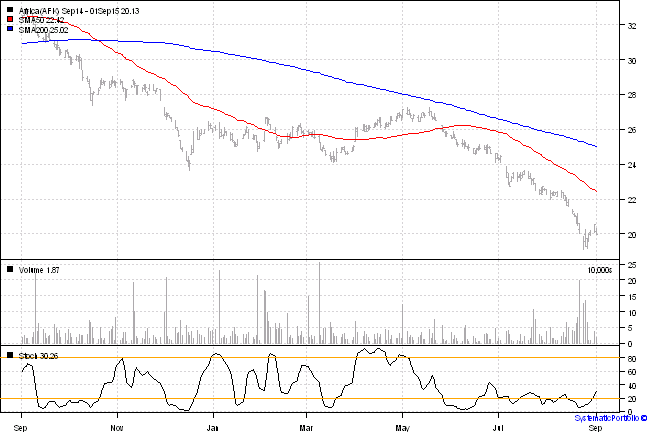 Africa(AFK) Sep14 - 01Sep15 20.13
SMA50 22.42
SMA200 25.02
32
30
28
26
24
22
20
Volume 1.87
10,000s
25
20
15
10
5
0
Stoch 30.26
80
60
40
20
0
Sep Nov Jan Mar May Jul Sep
SystematicPortfolio ©